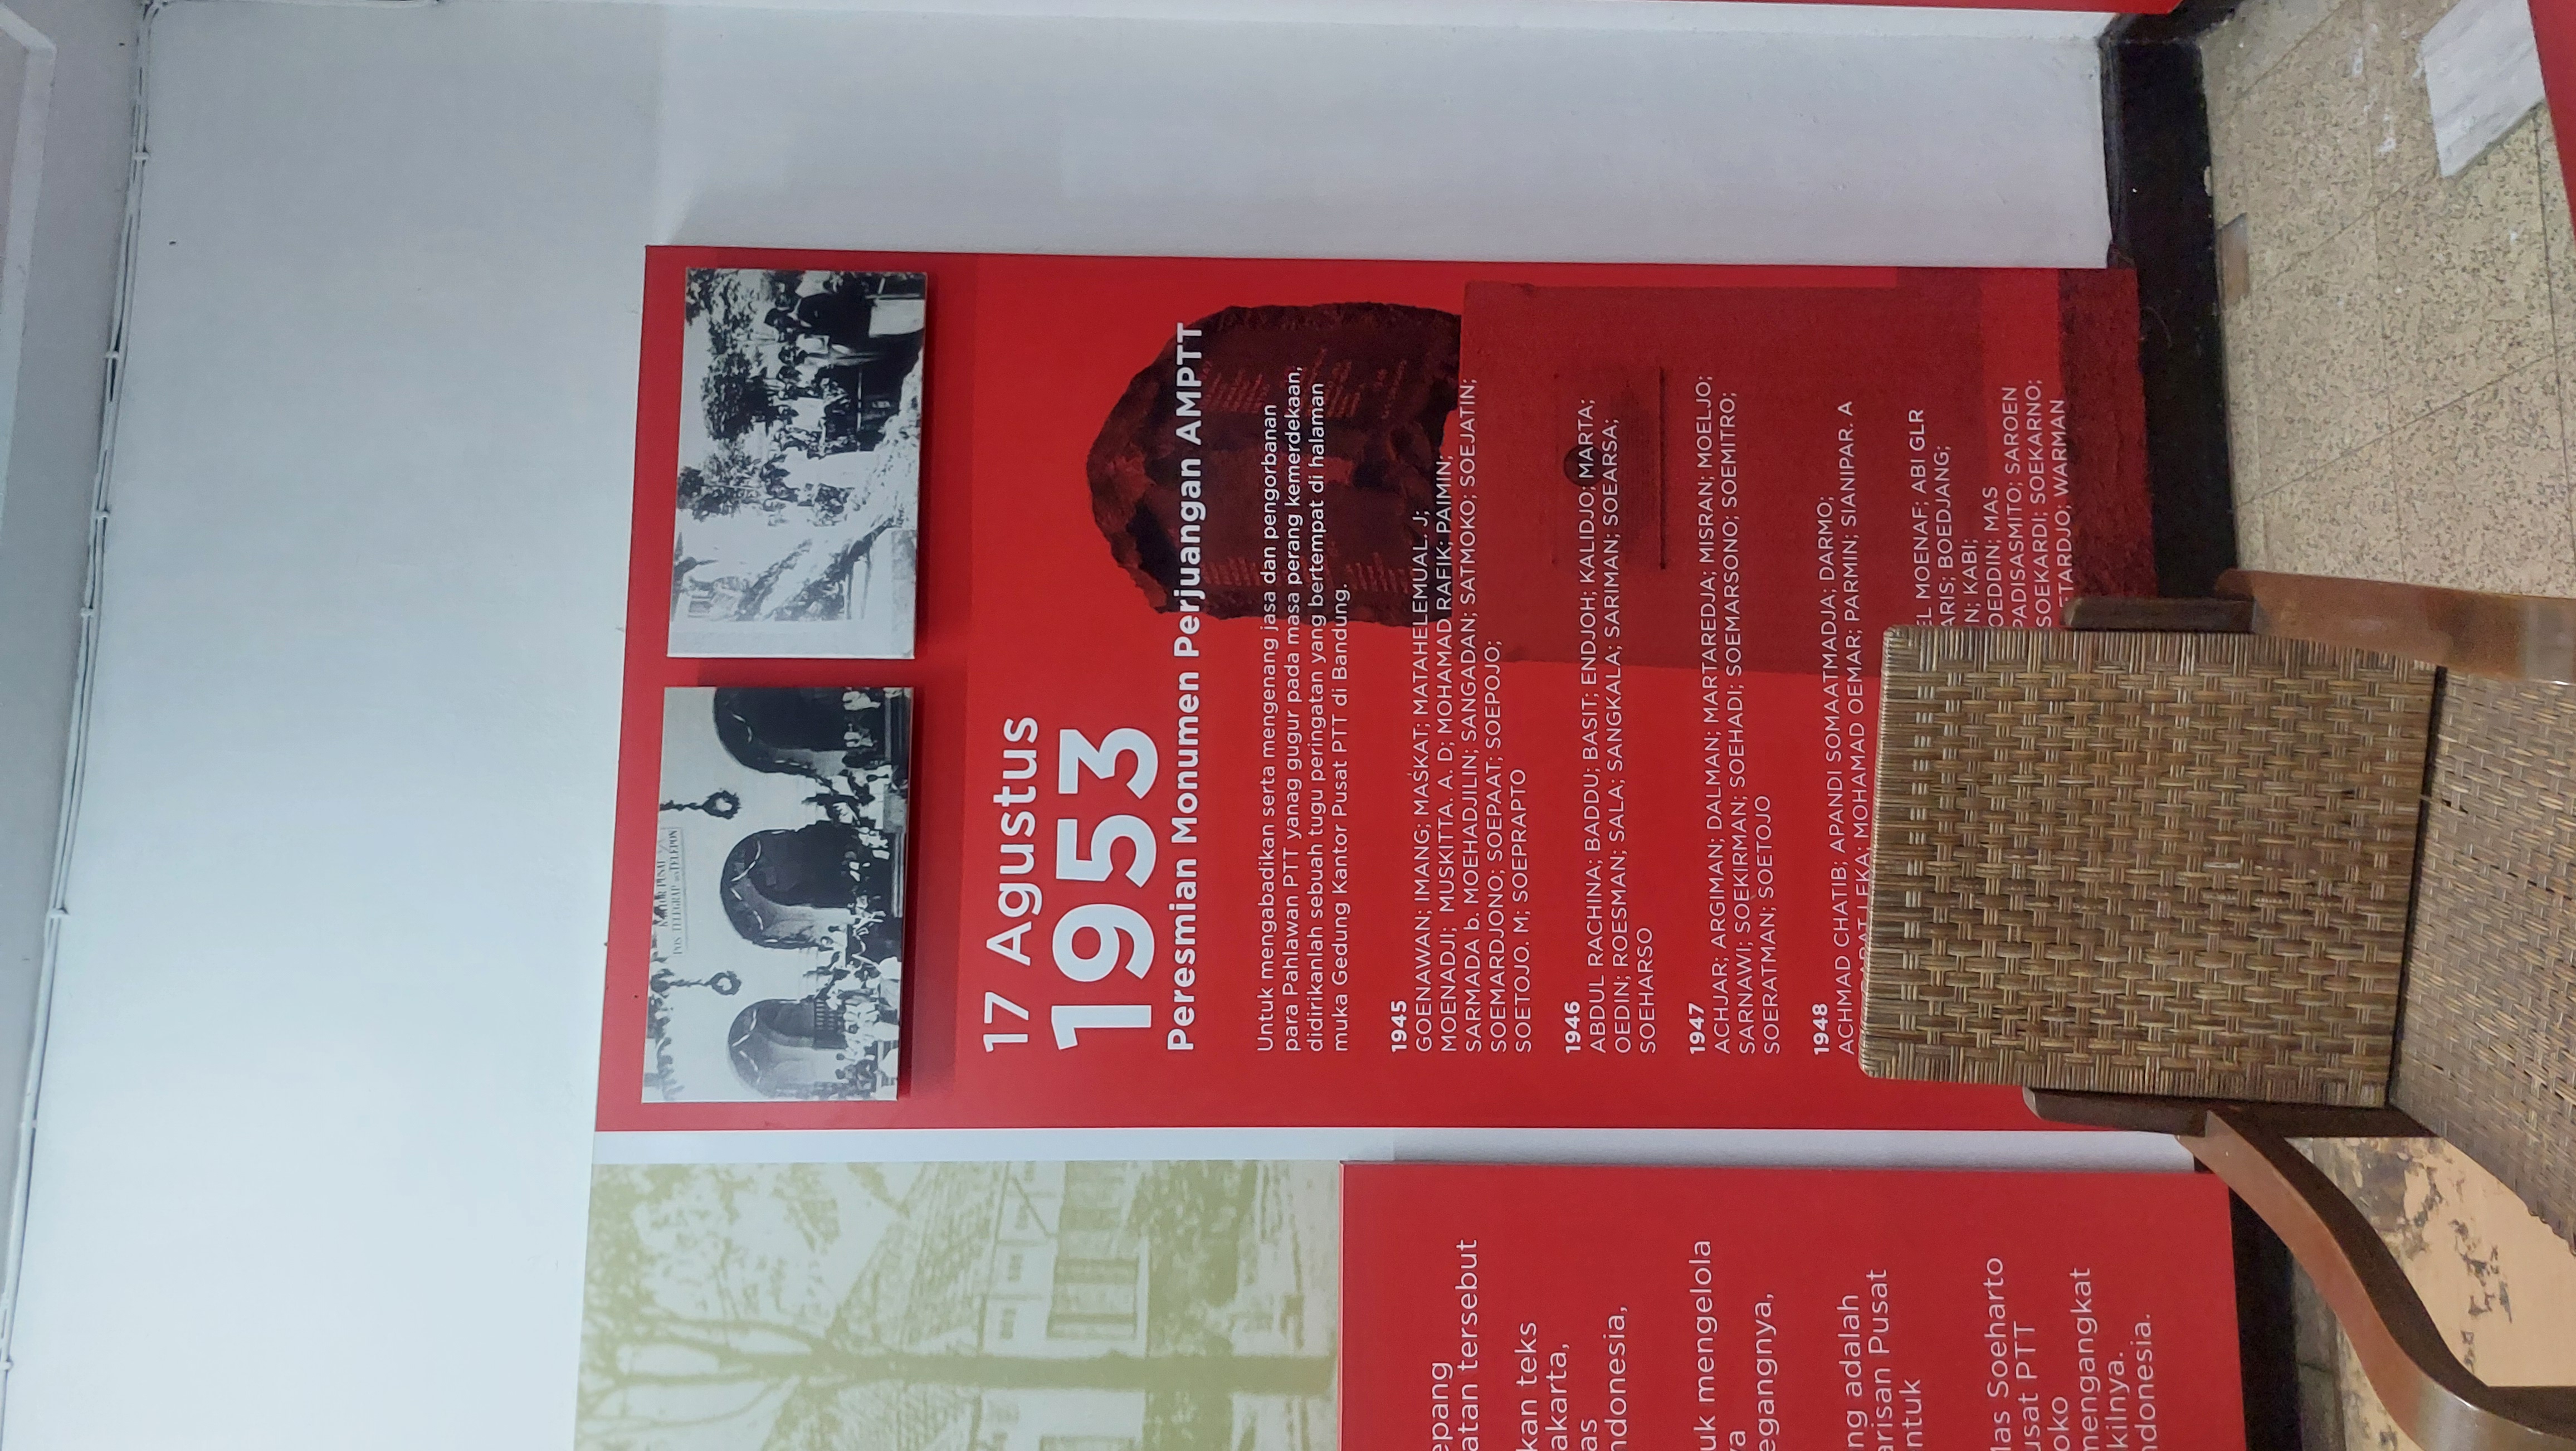 KANTOR PUSAT
POS TELEGRAP DAN TELEPON
17 Agustus
1953
Peresmian Monumen Perjuangan AMPTT
Untuk mengabadikan serta mengenang jasa dan pengorbanan
para Pahlawan PTT yanag gugur pada masa perang kemerdekaan,
didirikanlah sebuah tugu peringatan yang bertempat di halaman
muka Gedung Kantor Pusat PTT di Bandung.
1945
GOENAWAN; IMANG; MASKAT; MATAHELEMUAL. J;
MOENADJI; MUSKITTA. A. D; MOHAMAD RAFIK; PAIMIN;
SARMADA b. MOEHADJILIN; SANGADAN; SATMOKO; SOEJATIN;
SOEMARDJONO; SOEPAAT; SOEPOJO;
SOETOJO. M; SOEPRAPTO
1946
ABDUL RACHINA; BADDU; BASIT; ENDJOH; KALIDJO; MARTA;
OEDIN; ROESMAN; SALA; SANGKALA; SARIMAN; SOEARSA;
SOEHARSO
1947
ACHJAR; ARGIMAN; DALMAN; MARTAREDJA; MISRAN; MOELJO;
SARNAWI; SOEKIRMAN; SOEHADI; SOEMARSONO; SOEMITRO;
SOERATMAN; SOETOJO
1948
ACHMAD CHATIB; APANDI SOMAATMADJA; DARMO;
LEKA; MOHAMAD OEMAR; PARMIN; SIANIPAR. A
EL MOENAF; ABI GLR
ARIS; BOEDJANG;
N; KABI;
OEDDIN; MAS
PADISASMITO; SAROEN
SOEKARDI; SOEKARNO;
ETARDJO; WARMAN
epang
atan tersebut
kan teks
akarta,
as
ndonesia,
uk mengelola
ya
egangnya,
ng adalah
arisan Pusat
ntuk
Mas Soeharto
usat PTT
oko
mengangkat
kilnya.
ndonesia.